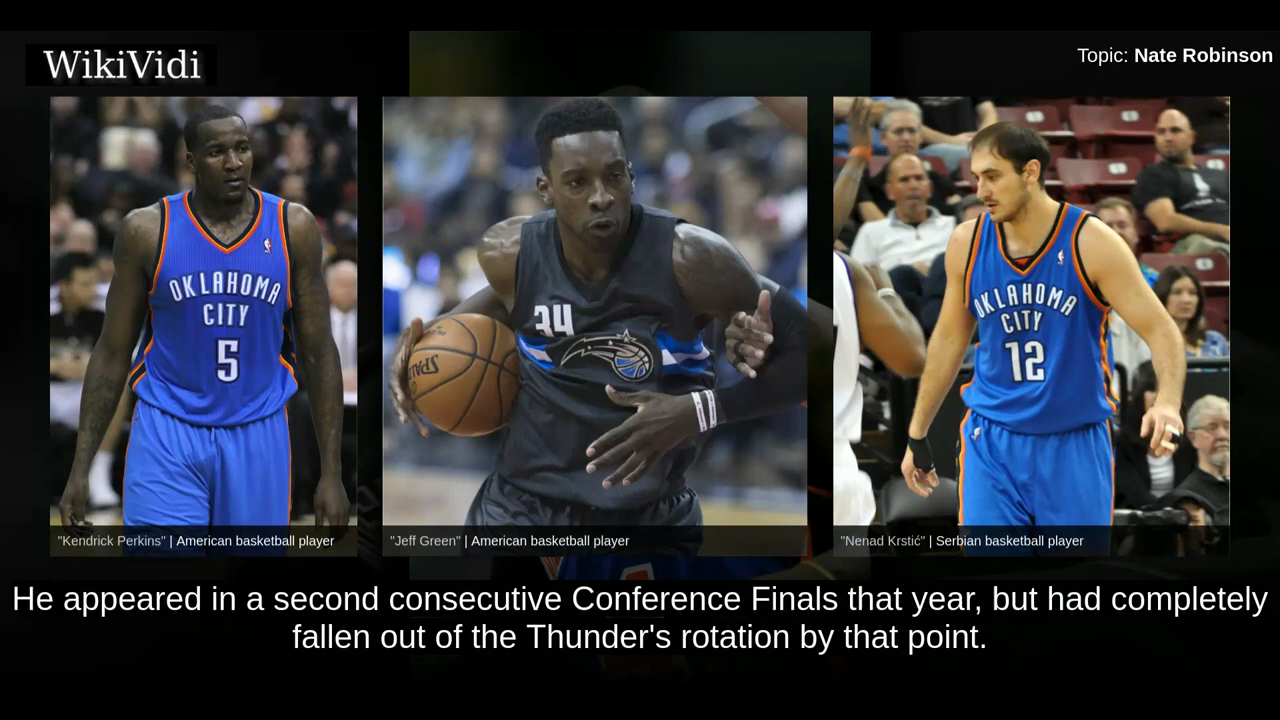 WikiVidi
Topic: Nate Robinson
OKLAHOMA
CITY
5
34
SPALDING
OKLAHOMA
CITY
12
"Kendrick Perkins" | American basketball player
"Jeff Green" | American basketball player
"Nenad Krstić" | Serbian basketball player
He appeared in a second consecutive Conference Finals that year, but had completely
fallen out of the Thunder's rotation by that point.